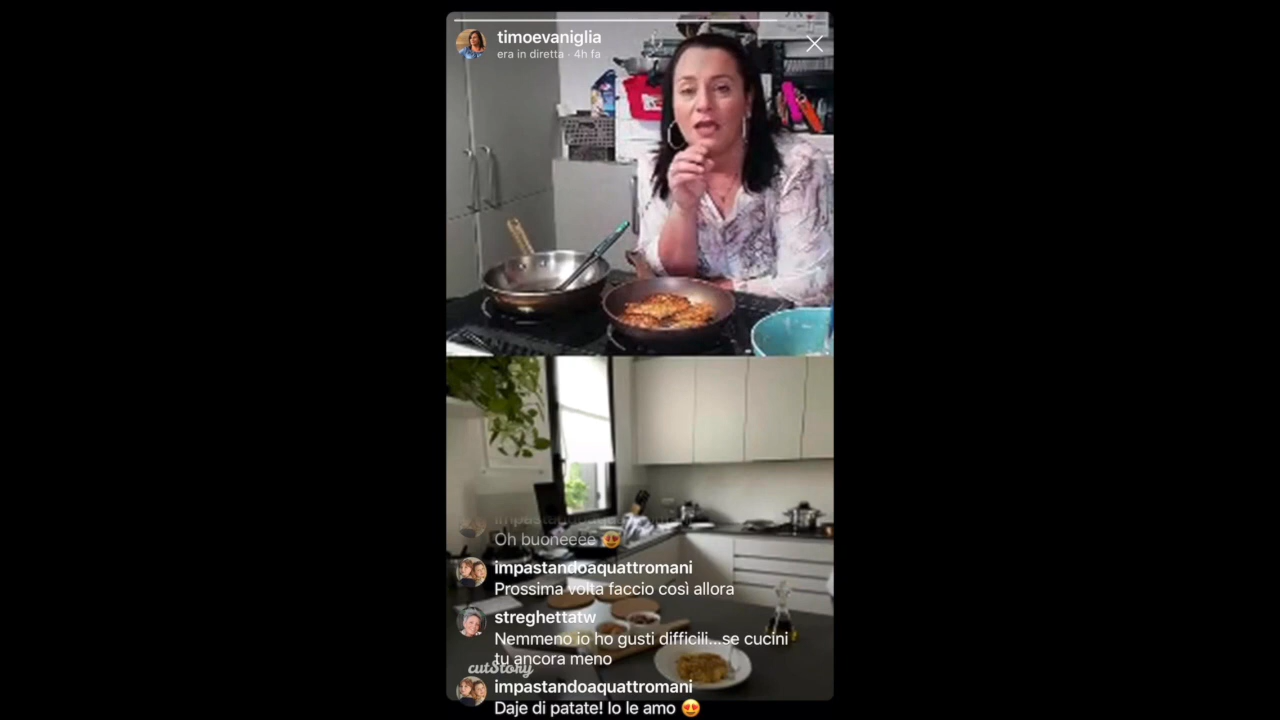 timoevaniglia
era in diretta · 4h fa
Oh buoneeee 😍
impastandoaquattromani
Prossima volta faccio così allora
streghettatw
Nemmeno io ho gusti difficili...se cucini
tu ancora meno
cutStory
impastandoaquattromani
Daje di patate! Io le amo 😍